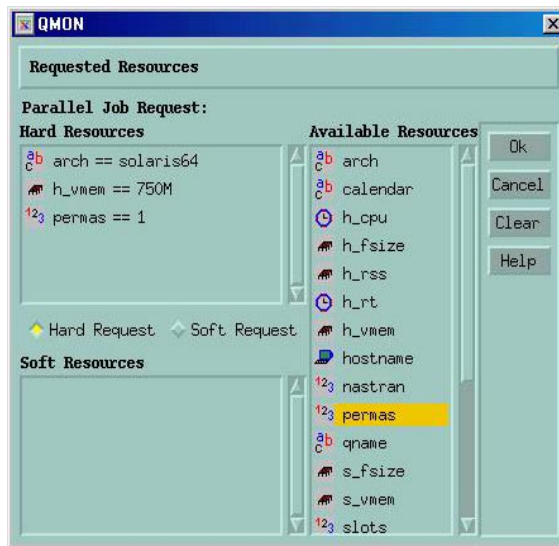 QMON
Requested Resources
Parallel Job Request:
Hard Resources
arch == solaris64
h_vmem == 750M
permas == 1
Hard Request
Soft Request
Soft Resources
Available Resources
arch
calendar
h_cpu
h_fsize
h_rss
h_rt
h_vmem
hostname
nastran
permas
qname
s_fsize
s_vmem
slots
Ok
Cancel
Clear
Help